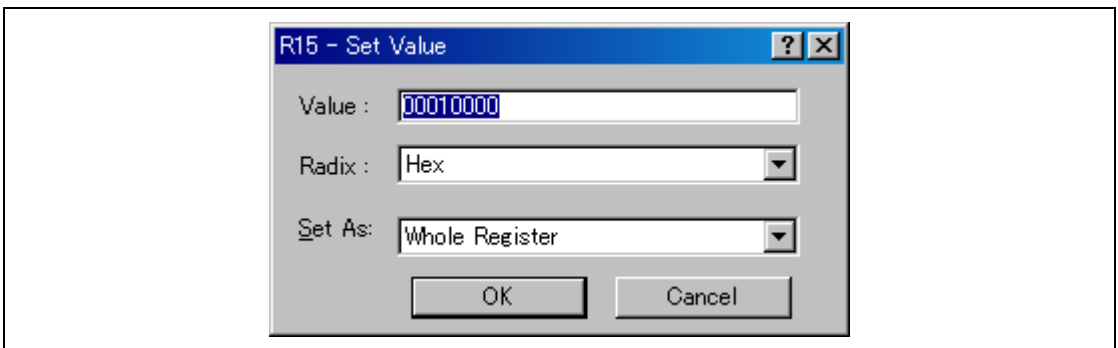 R15 - Set Value
Value : 00010000
Radix : Hex
Set As: Whole Register
OK Cancel